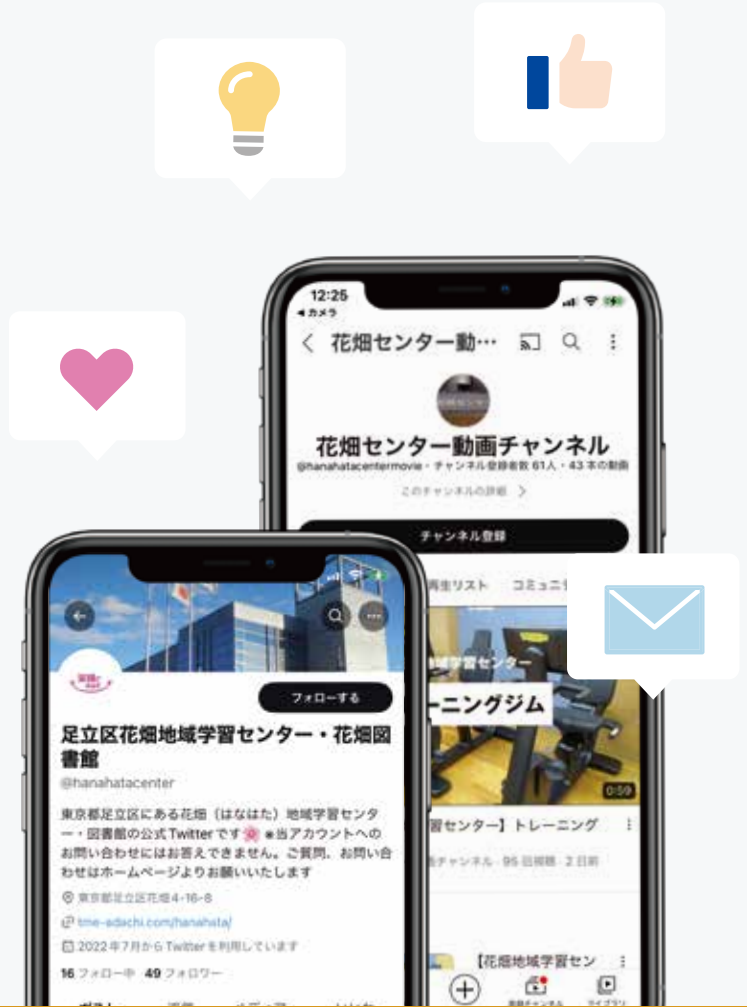 12:25
◀ カメラ
花畑センター動…
花畑センター動画チャンネル
@hanahatacentermovie・チャンネル登録者数 61人・43 本の動画
このチャンネルの詳細
チャンネル登録
再生リスト
地域学習センター
ーニングジム
0:59
習センター】トレーニング
画チャンネル・95 回視聴・2 日前
【花畑地域学習セン
フォローする
足立区花畑地域学習センター・花畑図
書館
@hanahatacenter
東京都足立区にある花畑（はなはた）地域学習センタ
ー・図書館の公式Twitterです🌸 ※当アカウントへの
お問い合わせにはお答えできません。ご質問、お問い合
わせはホームページよりお願いいたします
東京都足立区花畑4-16-8
tme-adachi.com/hanahata/
2022年7月からTwitterを利用しています
16 フォロー中 49 フォロワー